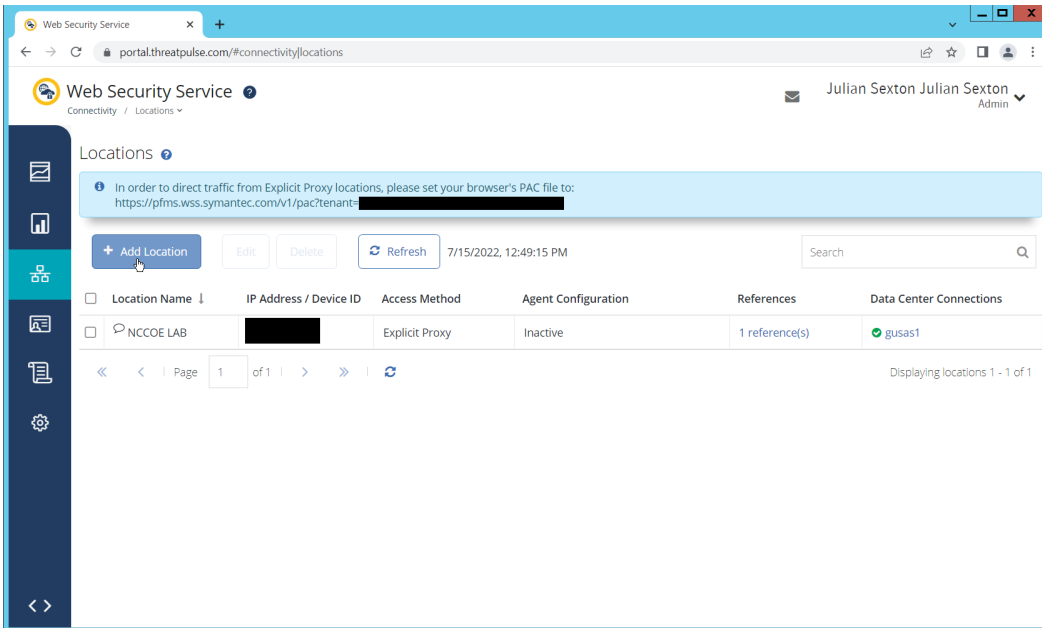 Web Security Service
portal.threatpulse.com/#connectivity|locations
Web Security Service
Connectivity / Locations
Julian Sexton Julian Sexton
Admin
Locations
In order to direct traffic from Explicit Proxy locations, please set your browser's PAC file to:
https://pfms.wss.symantec.com/v1/pac?tenant=
+ Add Location Edit Delete Refresh 7/15/2022, 12:49:15 PM Search
Location Name ↓ IP Address / Device ID Access Method Agent Configuration References Data Center Connections
NCCOE LAB Explicit Proxy Inactive 1 reference(s) gusas1
Page 1 of 1 Displaying locations 1 - 1 of 1